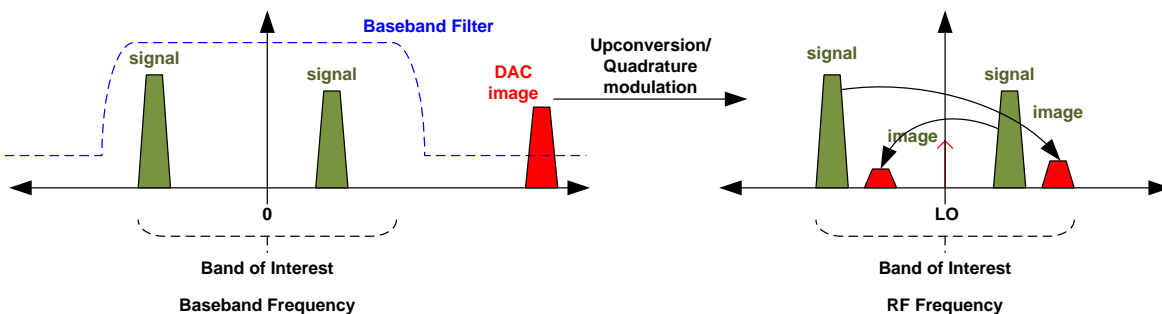 Baseband Filter
signal
signal
DAC
image
0
Band of Interest
Baseband Frequency
Upconversion/
Quadrature
modulation
signal
signal
image
image
LO
Band of Interest
RF Frequency